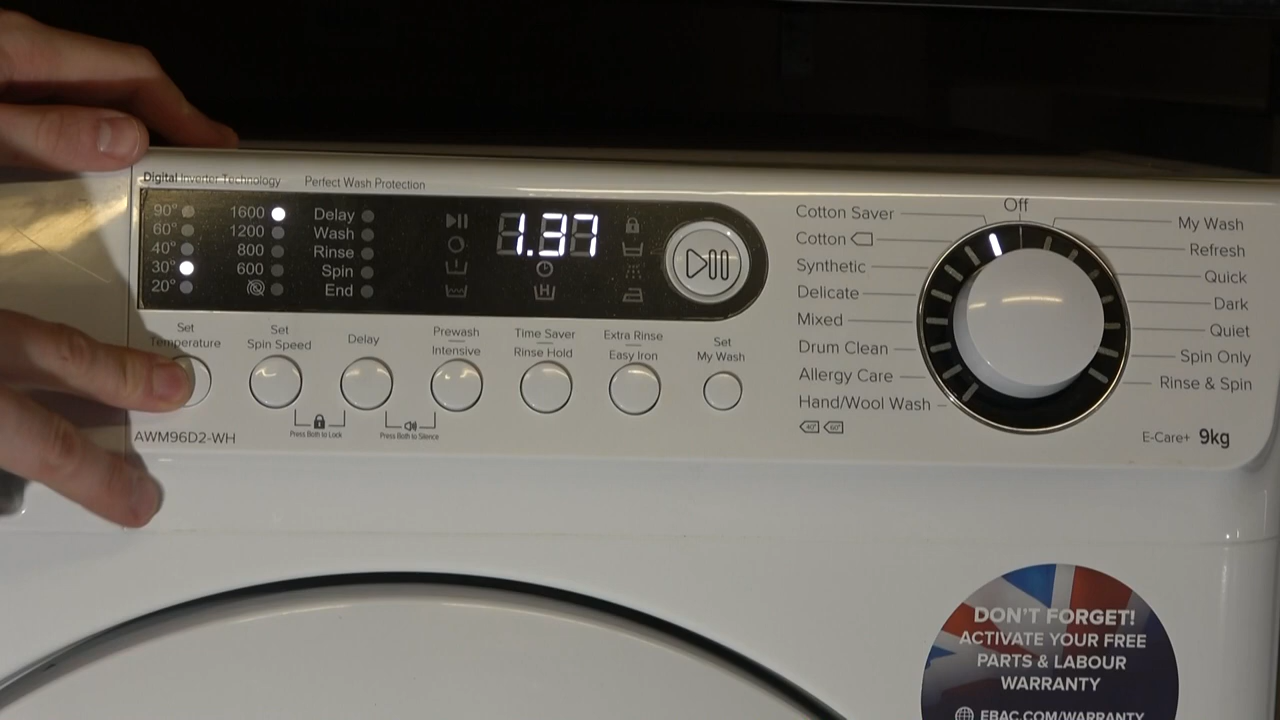 Digital Inverter Technology
Perfect Wash Protection
90°
60°
40°
30°
20°
1600
1200
800
600
Delay
Wash
Rinse
Spin
End
1.37
H
Set
Temperature
Set
Spin Speed
Delay
Prewash
Intensive
Time Saver
Rinse Hold
Extra Rinse
Easy Iron
Set
My Wash
Press Both to Lock
Press Both to Silence
AWM96D2-WH
Off
Cotton Saver
Cotton
Synthetic
Delicate
Mixed
Drum Clean
Allergy Care
Hand/Wool Wash
40°
60°
My Wash
Refresh
Quick
Dark
Quiet
Spin Only
Rinse & Spin
E-Care+ 9kg
DON'T FORGET!
ACTIVATE YOUR FREE
PARTS & LABOUR
WARRANTY
EBAC.COM/WARRANTY